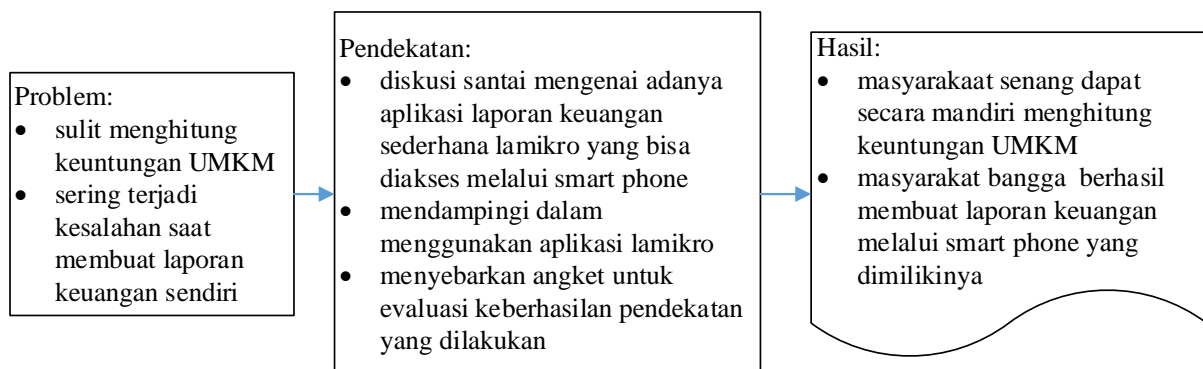 Problem:
• sulit menghitung
keuntungan UMKM
• sering terjadi
kesalahan saat
membuat laporan
keuangan sendiri
Pendekatan:
• diskusi santai mengenai adanya
aplikasi laporan keuangan
sederhana lamikro yang bisa
diakses melalui smart phone
• mendampingi dalam
menggunakan aplikasi lamikro
• menyebarkan angket untuk
evaluasi keberhasilan pendekatan
yang dilakukan
Hasil:
• masyarakaat senang dapat
secara mandiri menghitung
keuntungan UMKM
• masyarakat bangga berhasil
membuat laporan keuangan
melalui smart phone yang
dimilikinya